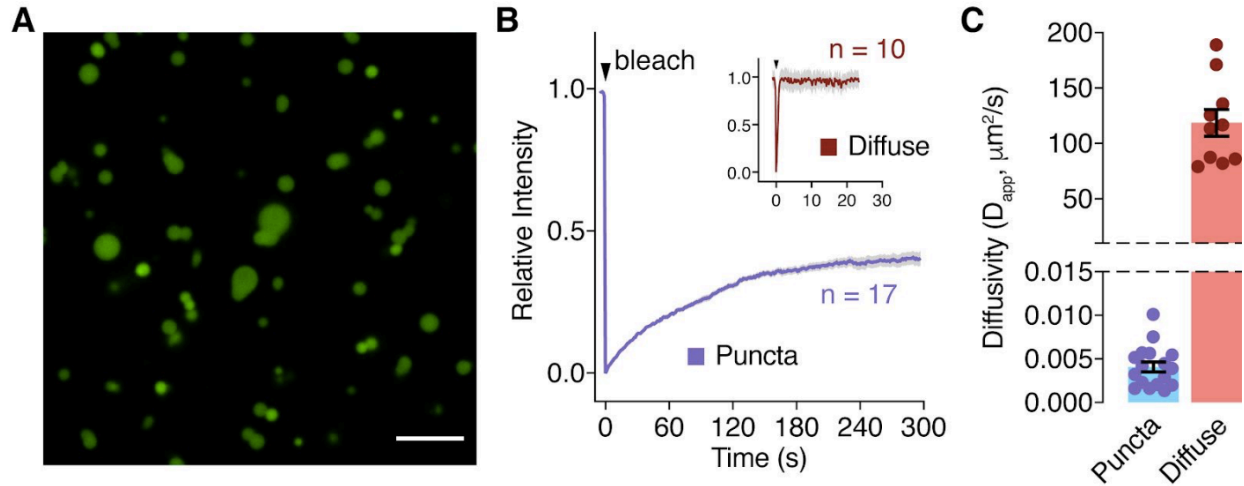 A
B
C
bleach
n = 10
1.0
0.5
0.0
Diffuse
0 10 20 30
1.0
0.5
0.0
Relative Intensity
n = 17
Puncta
0 60 120 180 240 300
Time (s)
Diffusivity (Dapp, μm²/s)
200
150
100
50
0.015
0.010
0.005
0.000
Puncta
Diffuse